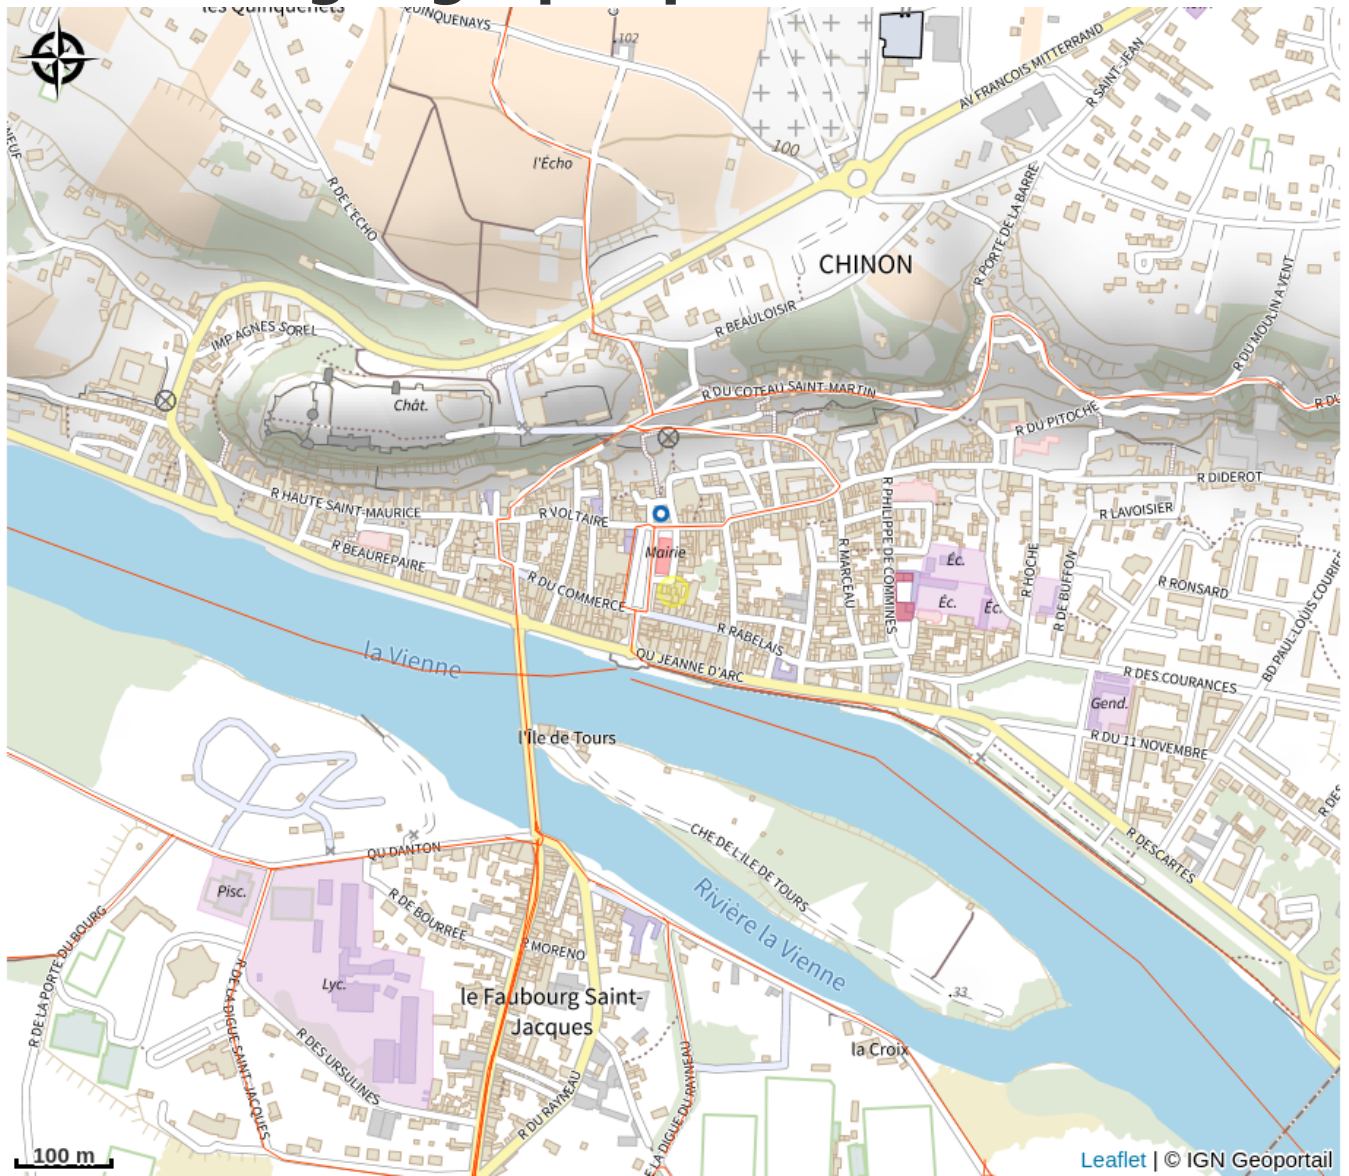 les Quinquenets
QUINQUENAYS
.102
AV FRANCOIS MITTERRAND
R SAINT-JEAN
100
l'Écho
R DE L'ECHO
CHINON
R PORTE DE LA BARRE
R DU MOULIN A VENT
R BEAULOISIR
IMP AGNES SOREL
R DU COTEAU SAINT-MARTIN
Chât.
R DU PITOCHE
R DIDEROT
R HAUTE SAINT-MAURICE
R VOLTAIRE
R LAVOISIER
R PHILIPPE DE COMMINES
R BEAUREPAIRE
Mairie
R MARCEAU
R HOCHE
R DE BUFFON
Éc.
Éc.
Éc.
R RONSARD
BD PAUL-LOUIS COURIER
R DU COMMERCE
R RABELAIS
la Vienne
QU JEANNE D'ARC
R DES COURANCES
Gend.
R DU 11 NOVEMBRE
l'Île de Tours
R DESCARTES
CHE DE L'ILE DE TOURS
QU DANTON
Pisc.
R DE BOURREE
Rivière la Vienne
R MORENO
R DE LA PORTE DU BOURG
Lyc.
.33
le Faubourg Saint-
Jacques
R DE LA DIGUE SAINT-JACQUES
R DES URSULINES
la Croix
R DU RAYNEAU
LA DIGUE DU RAYNEAU
100 m
Leaflet | © IGN Geoportail